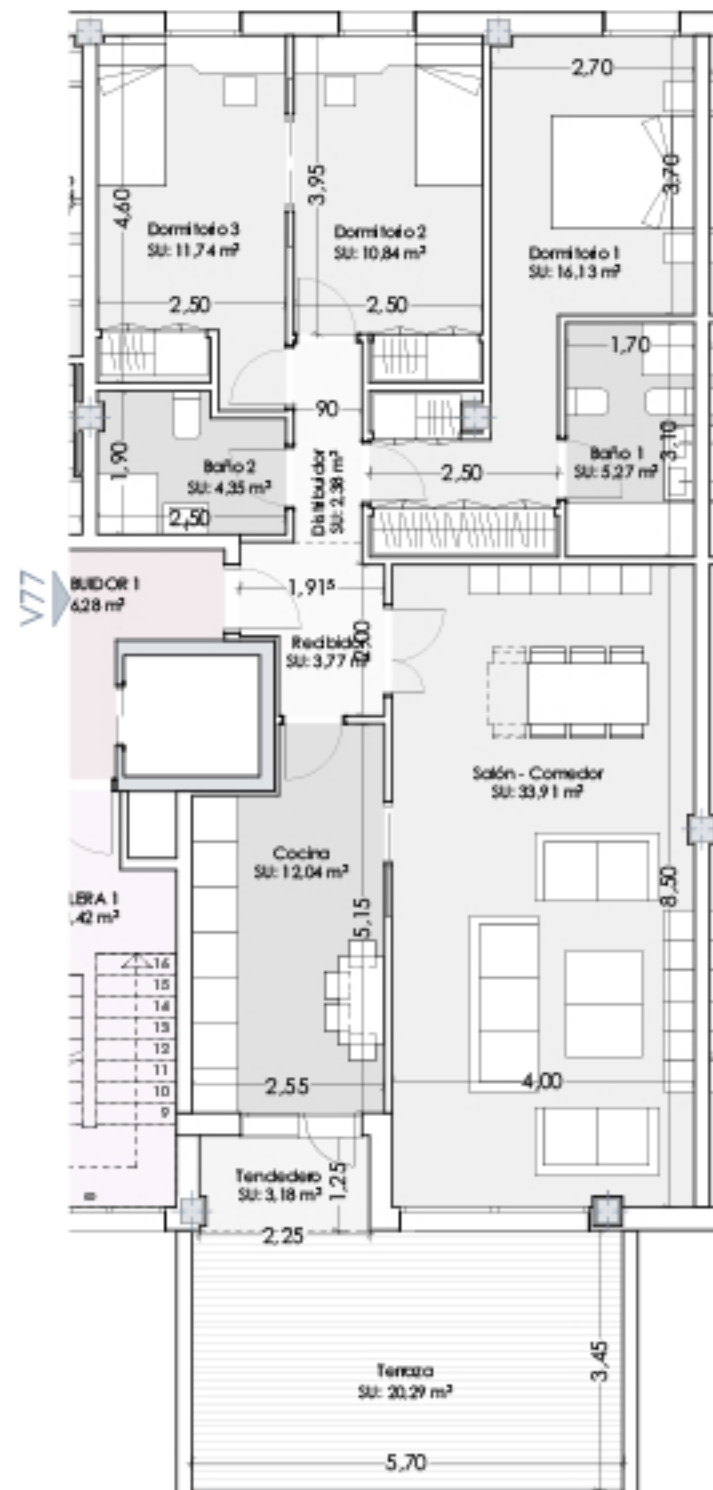 2,70
4,60
3,95
3,70
Dormitorio 3
SU: 11,74 m²
Dormitorio 2
SU: 10,84 m²
Dormitorio 1
SU: 16,13 m²
2,50
2,50
1,70
90
1,90
Baño 2
SU: 4,35 m²
2,50
Distribuidor
SU: 2,38 m²
2,50
Baño 1
SU: 5,27 m²
3,10
V77
BUIDOR 1
6,28 m²
1,91⁵
Recibidor
SU: 3,77 m²
2,00
Salón - Comedor
SU: 33,91 m²
Cocina
SU: 12,04 m²
5,15
8,50
LERA 1
,42 m²
16
15
14
13
12
11
10
9
2,55
4,00
Tendedero
SU: 3,18 m²
1,25
2,25
Terraza
SU: 20,29 m²
3,45
5,70